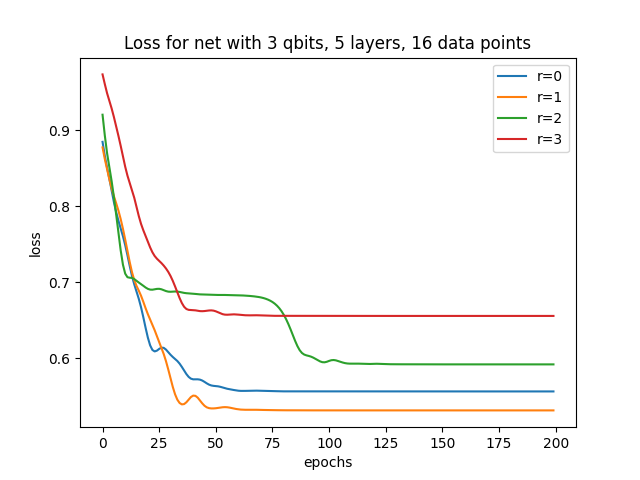 Loss for net with 3 qbits, 5 layers, 16 data points
r=0
r=1
r=2
r=3
loss
0.9
0.8
0.7
0.6
0 25 50 75 100 125 150 175 200
epochs